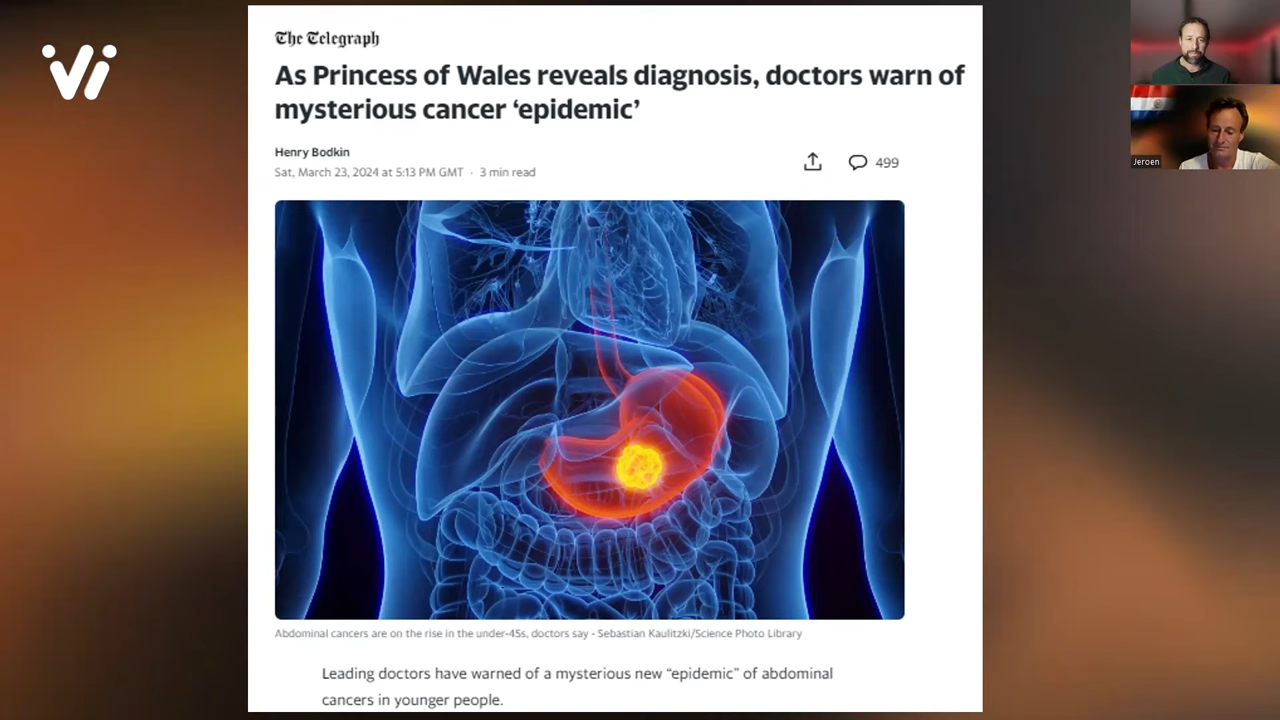 The Telegraph
As Princess of Wales reveals diagnosis, doctors warn of
mysterious cancer ‘epidemic’
Henry Bodkin
Sat, March 23, 2024 at 5:13 PM GMT · 3 min read
499
Abdominal cancers are on the rise in the under-45s, doctors say - Sebastian Kaulitzki/Science Photo Library
Leading doctors have warned of a mysterious new “epidemic” of abdominal
cancers in younger people.
Jeroen